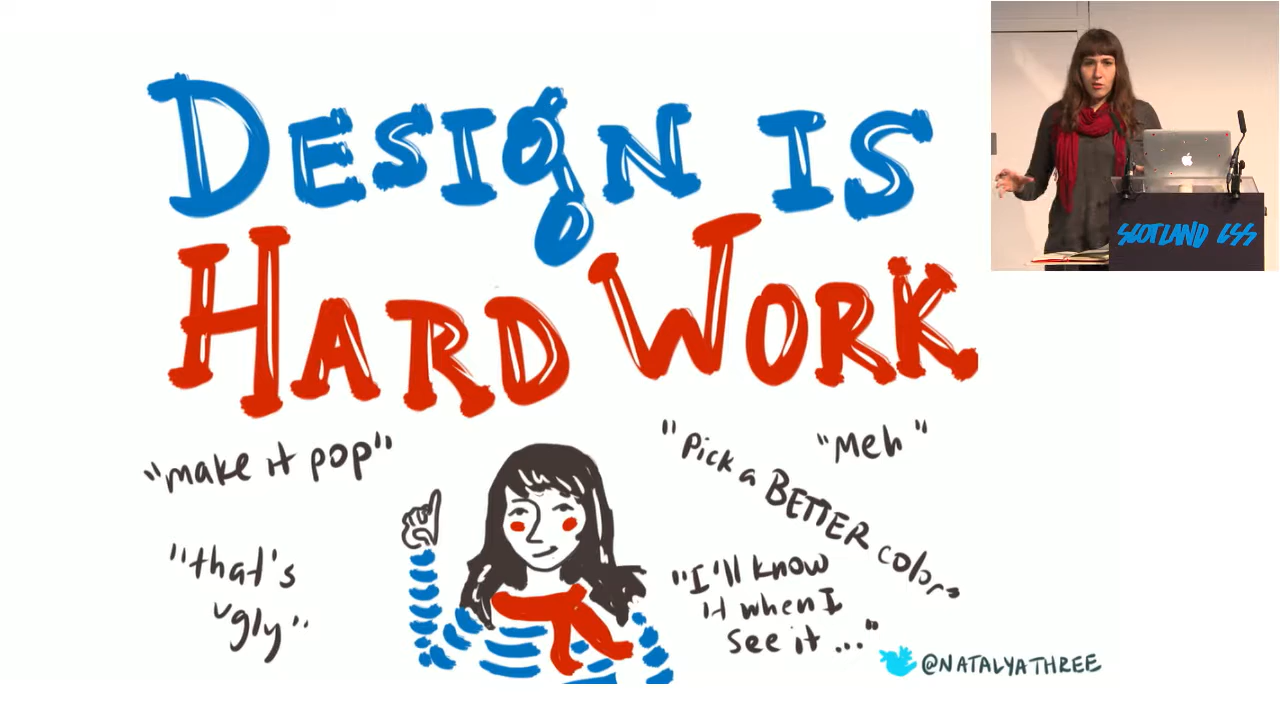 DESIGN IS
HARD WORK
"make it pop"
"Meh"
"Pick a BETTER color"
"that's
ugly"
"I'll know
it when I
see it..."
@NATALYATHREE
SCOTLAND CSS